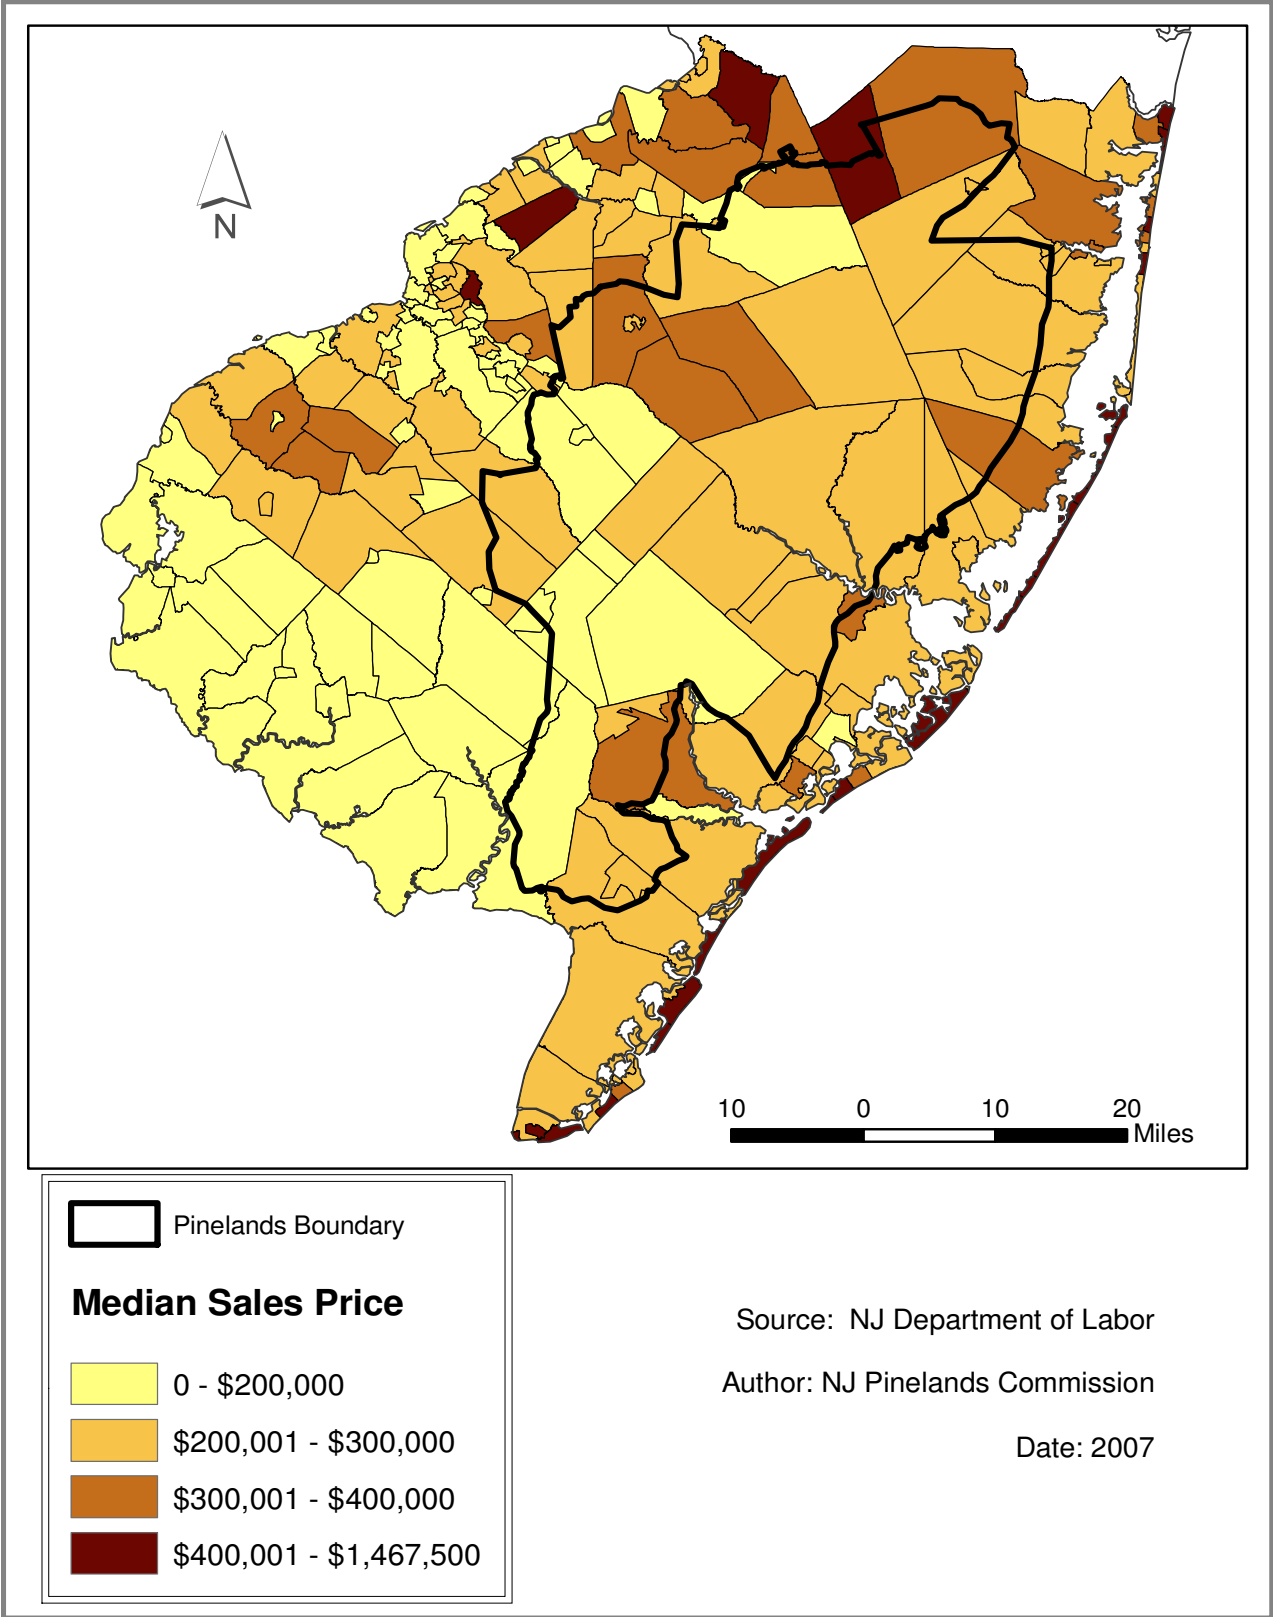 N
10 0 10 20
Miles
Pinelands Boundary
Median Sales Price
0 - $200,000
$200,001 - $300,000
$300,001 - $400,000
$400,001 - $1,467,500
Source: NJ Department of Labor
Author: NJ Pinelands Commission
Date: 2007